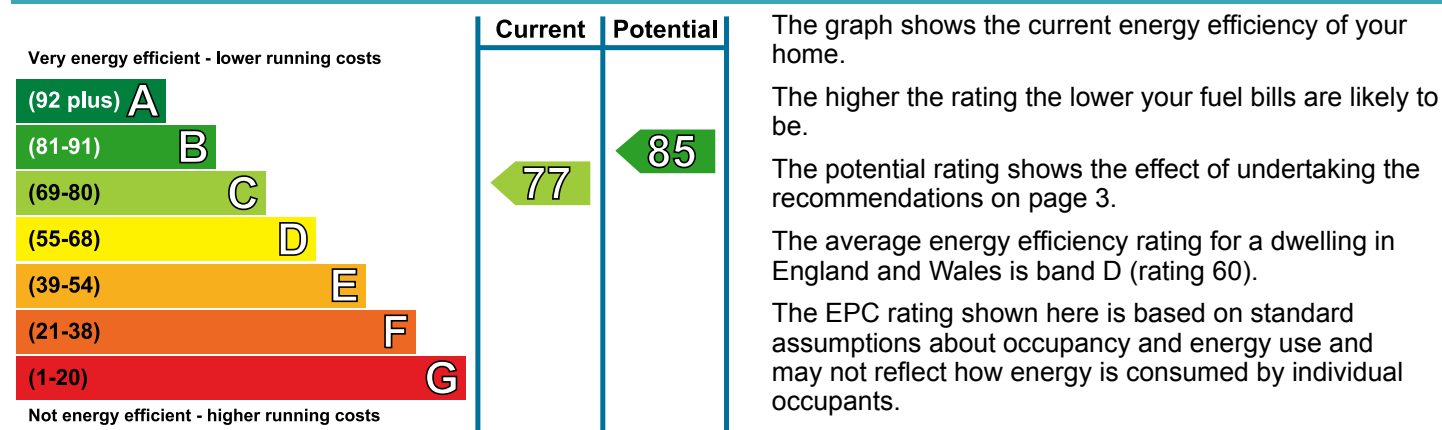 Current Potential
Very energy efficient - lower running costs
(92 plus) A
(81-91) B
(69-80) C
(55-68) D
(39-54) E
(21-38) F
(1-20) G
Not energy efficient - higher running costs
77
85
The graph shows the current energy efficiency of your
home.
The higher the rating the lower your fuel bills are likely to
be.
The potential rating shows the effect of undertaking the
recommendations on page 3.
The average energy efficiency rating for a dwelling in
England and Wales is band D (rating 60).
The EPC rating shown here is based on standard
assumptions about occupancy and energy use and
may not reflect how energy is consumed by individual
occupants.